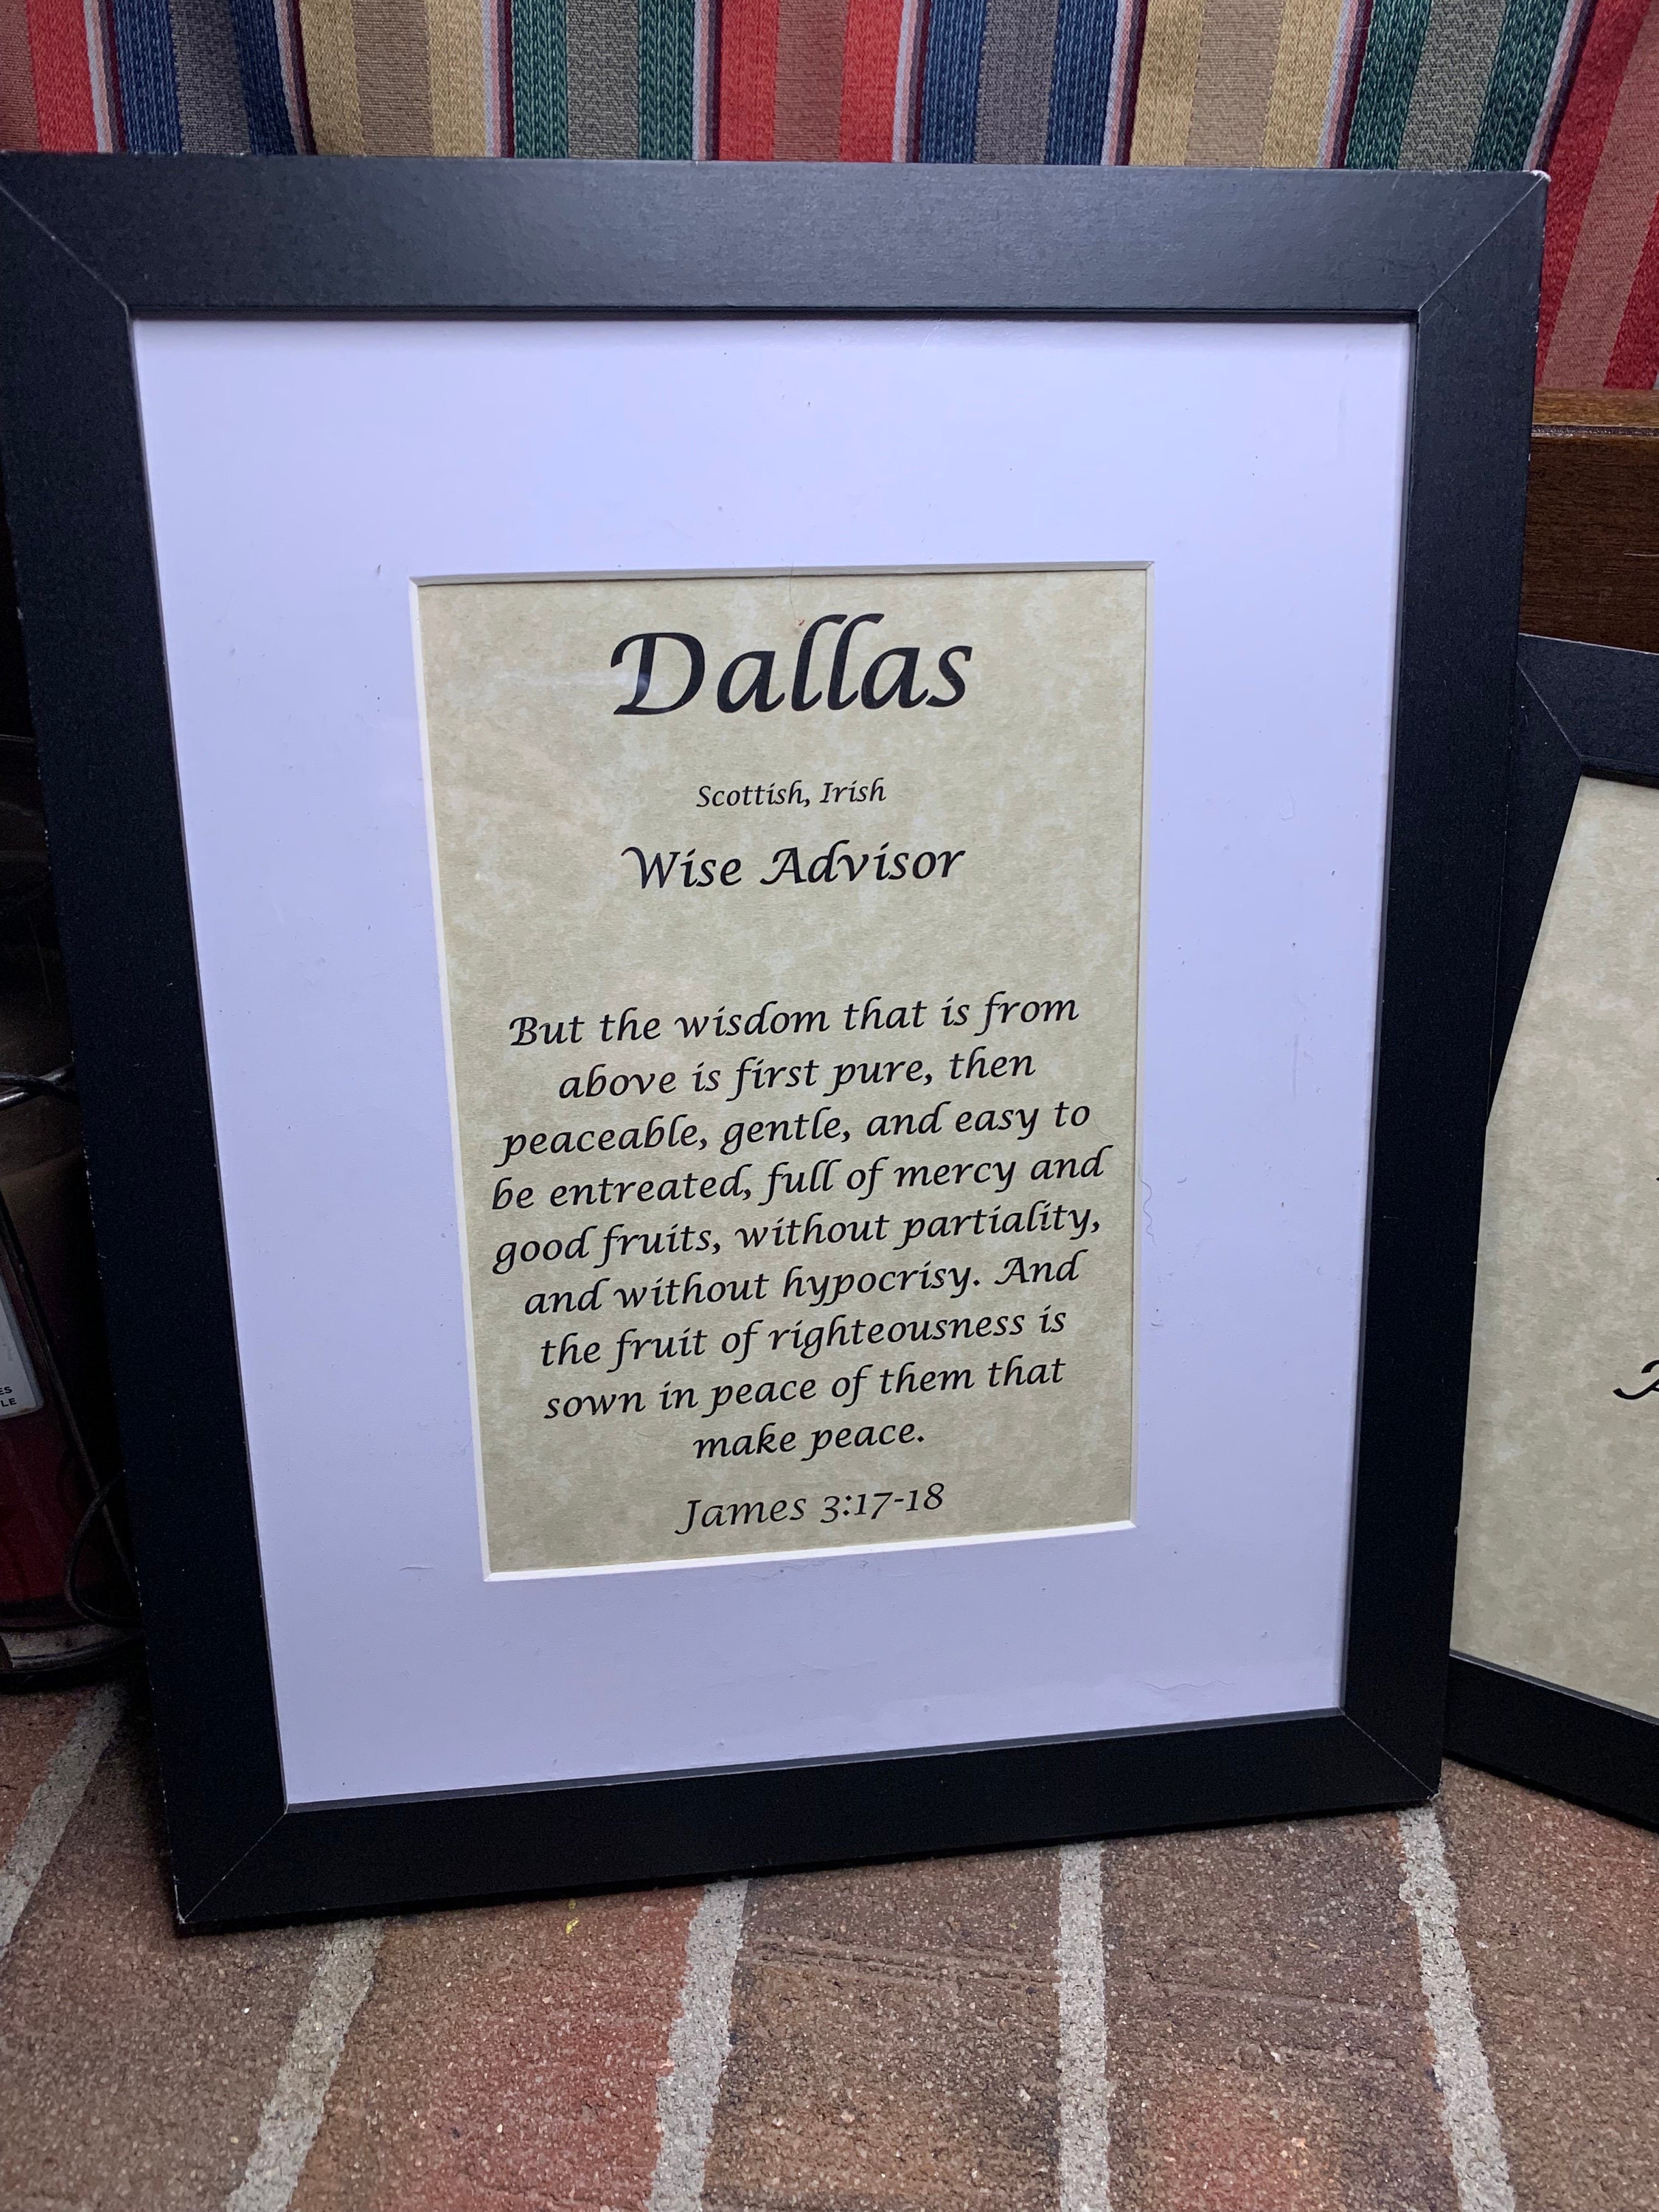 Dallas
Scottish, Irish
Wise Advisor
But the wisdom that is from
above is first pure, then
peaceable, gentle, and easy to
be entreated, full of mercy and
good fruits, without partiality,
and without hypocrisy. And
the fruit of righteousness is
sown in peace of them that
make peace.
James 3:17-18